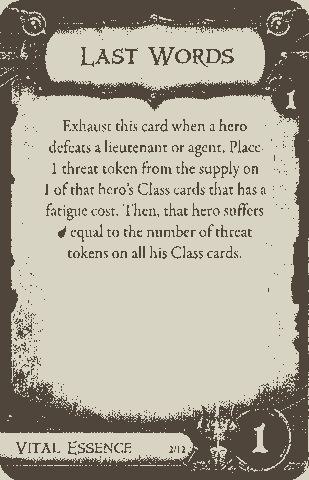 LAST WORDS
1
Exhaust this card when a hero
defeats a lieutenant or agent. Place
1 threat token from the supply on
1 of that hero's Class cards that has a
fatigue cost. Then, that hero suffers
equal to the number of threat
tokens on all his Class cards.
VITAL ESSENCE
2/12
1